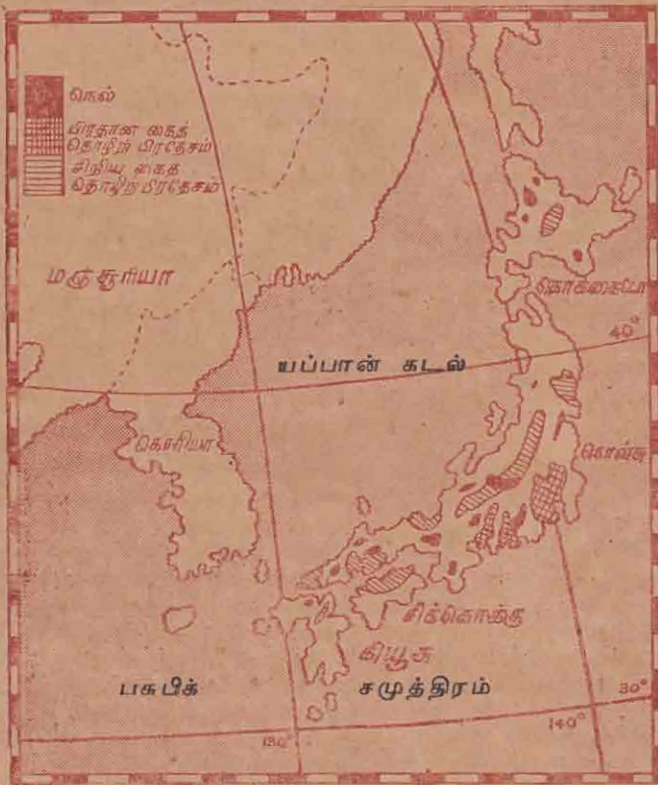 நெல்
பிரதான கைத்
தொழிற் பிரதேசம்
சிறிய கைத்
தொழிற் பிரதேசம்
மஞ்சூரியா
கொக்கைடோ
40°
யப்பான் கடல்
கொரியா
கொன்சு
சிக்கொக்கு
கியூசு
பசுபிக்
சமுத்திரம்
30°
140°
130°